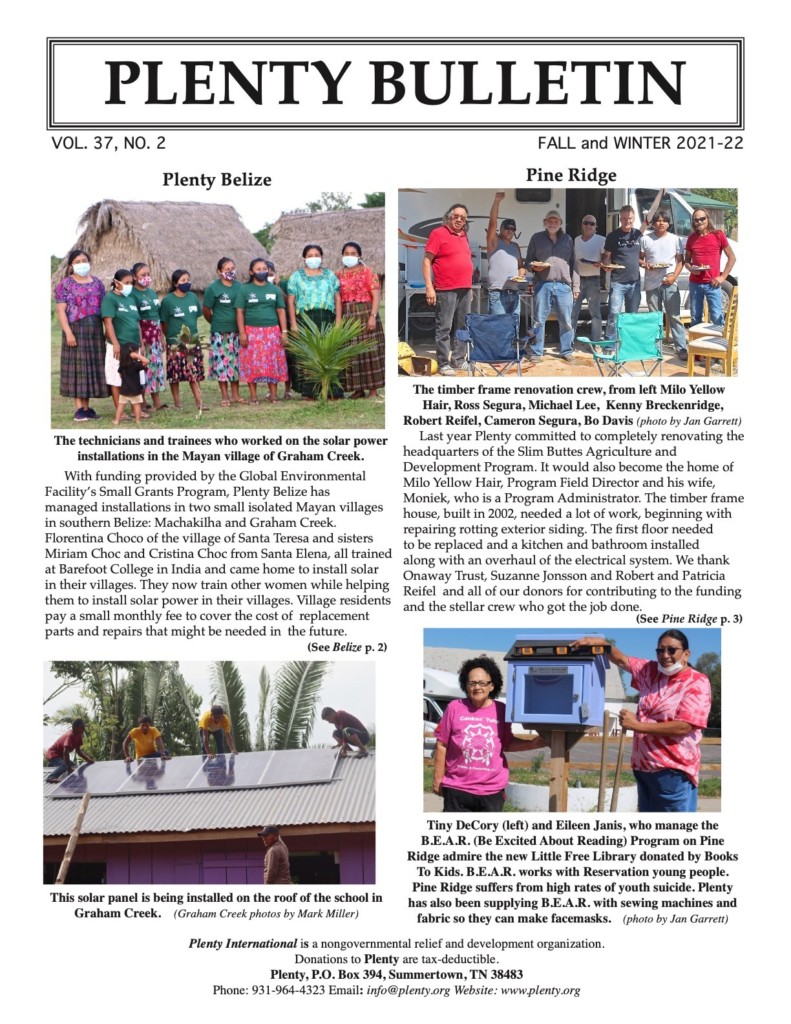 PLENTY BULLETIN
VOL. 37, NO. 2
FALL and WINTER 2021-22
Plenty Belize
The technicians and trainees who worked on the solar power
installations in the Mayan village of Graham Creek.
With funding provided by the Global Environmental
Facility's Small Grants Program, Plenty Belize has
managed installations in two small isolated Mayan villages
in southern Belize: Machakilha and Graham Creek.
Florentina Choco of the village of Santa Teresa and sisters
Miriam Choc and Cristina Choc from Santa Elena, all trained
at Barefoot College in India and came home to install solar
in their villages. They now train other women while helping
them to install solar power in their villages. Village residents
pay a small monthly fee to cover the cost of replacement
parts and repairs that might be needed in the future.
(See Belize p. 2)
This solar panel is being installed on the roof of the school in
Graham Creek. (Graham Creek photos by Mark Miller)
Pine Ridge
The timber frame renovation crew, from left Milo Yellow
Hair, Ross Segura, Michael Lee, Kenny Breckenridge,
Robert Reifel, Cameron Segura, Bo Davis (photo by Jan Garrett)
Last year Plenty committed to completely renovating the
headquarters of the Slim Buttes Agriculture and
Development Program. It would also become the home of
Milo Yellow Hair, Program Field Director and his wife,
Moniek, who is a Program Administrator. The timber frame
house, built in 2002, needed a lot of work, beginning with
repairing rotting exterior siding. The first floor needed
to be replaced and a kitchen and bathroom installed
along with an overhaul of the electrical system. We thank
Onaway Trust, Suzanne Jonsson and Robert and Patricia
Reifel and all of our donors for contributing to the funding
and the stellar crew who got the job done.
(See Pine Ridge p. 3)
Tiny DeCory (left) and Eileen Janis, who manage the
B.E.A.R. (Be Excited About Reading) Program on Pine
Ridge admire the new Little Free Library donated by Books
To Kids. B.E.A.R. works with Reservation young people.
Pine Ridge suffers from high rates of youth suicide. Plenty
has also been supplying B.E.A.R. with sewing machines and
fabric so they can make facemasks. (photo by Jan Garrett)
Plenty International is a nongovernmental relief and development organization.
Donations to Plenty are tax-deductible.
Plenty, P.O. Box 394, Summertown, TN 38483
Phone: 931-964-4323 Email: info@plenty.org Website: www.plenty.org